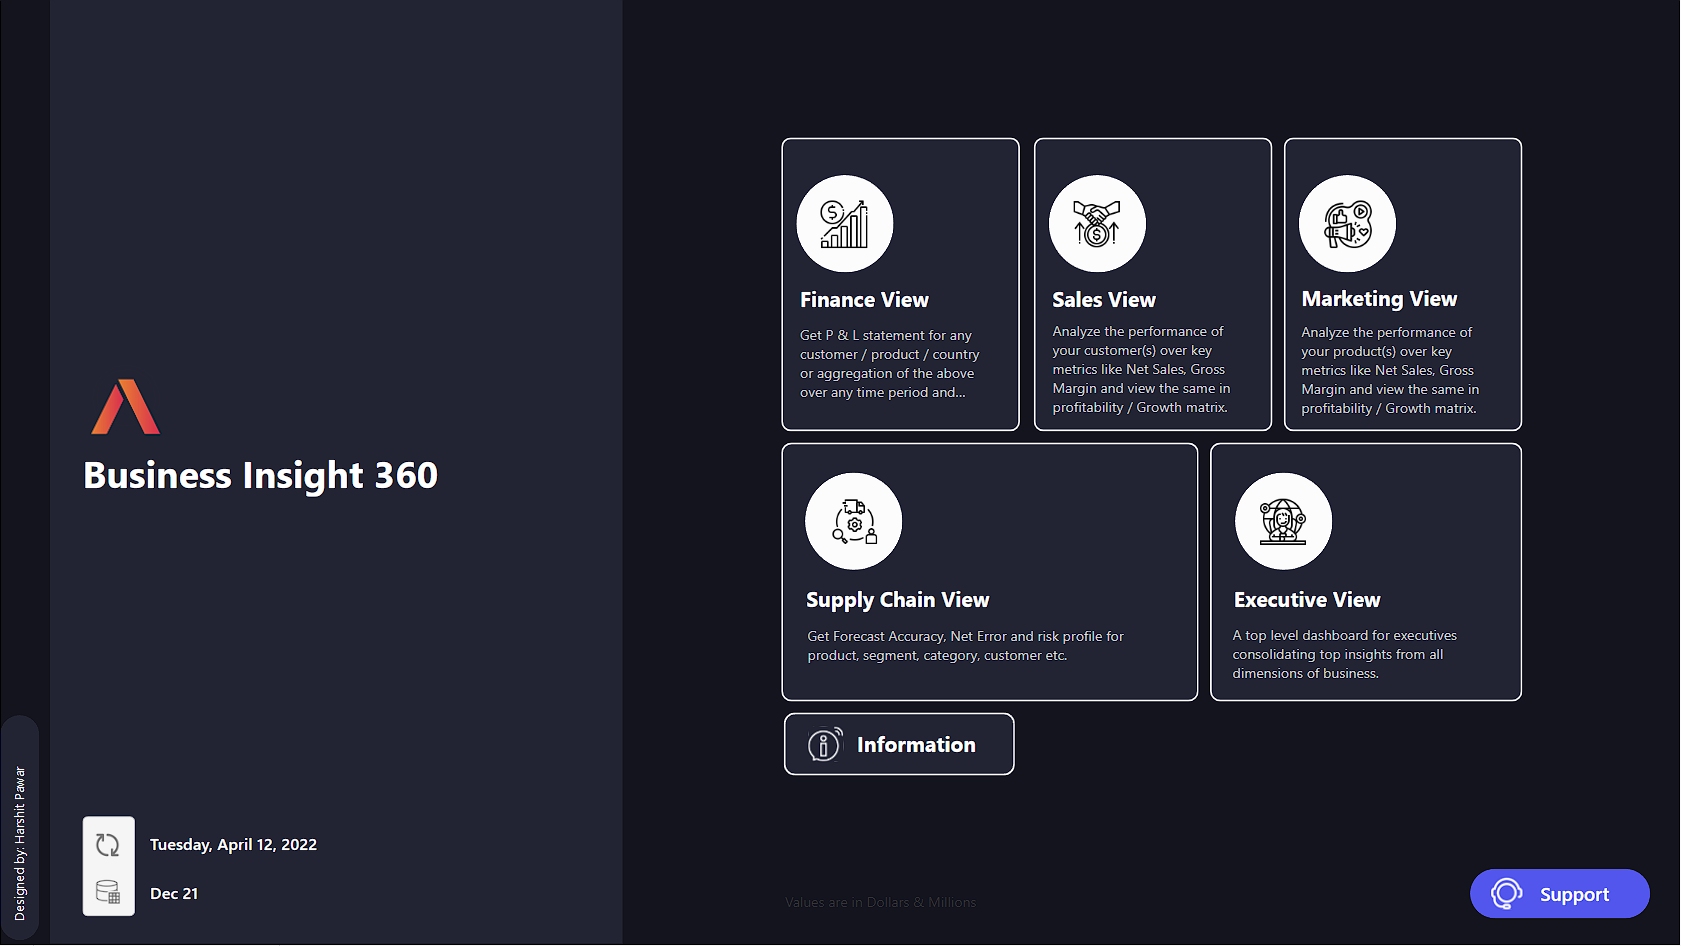 Business Insight 360
Tuesday, April 12, 2022
Dec 21
Designed by: Harshit Pawar
Finance View
Get P & L statement for any
customer / product / country
or aggregation of the above
over any time period and...
Sales View
Analyze the performance of
your customer(s) over key
metrics like Net Sales, Gross
Margin and view the same in
profitability / Growth matrix.
Marketing View
Analyze the performance of
your product(s) over key
metrics like Net Sales, Gross
Margin and view the same in
profitability / Growth matrix.
Supply Chain View
Get Forecast Accuracy, Net Error and risk profile for
product, segment, category, customer etc.
Executive View
A top level dashboard for executives
consolidating top insights from all
dimensions of business.
Information
Values are in Dollars & Millions
Support